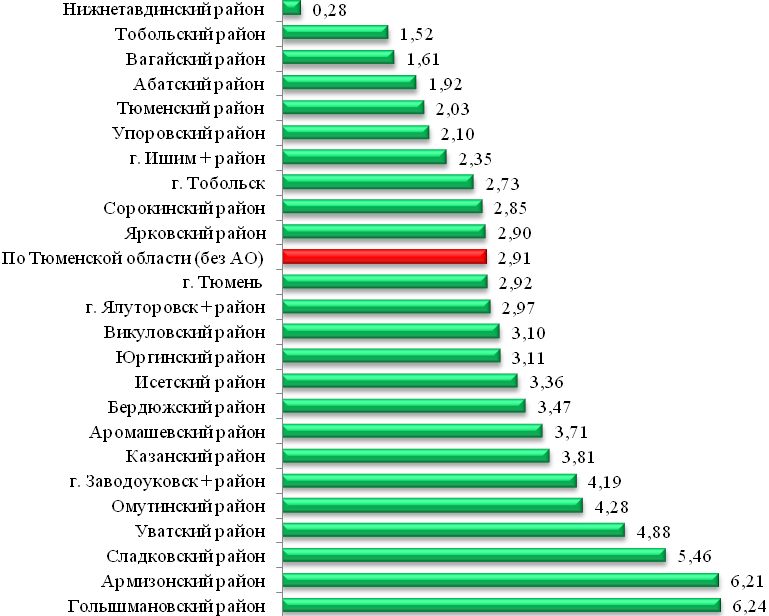 Нижнетавдинский район 0,28
Тобольский район 1,52
Вагайский район 1,61
Абатский район 1,92
Тюменский район 2,03
Упоровский район 2,10
г. Ишим + район 2,35
г. Тобольск 2,73
Сорокинский район 2,85
Ярковский район 2,90
По Тюменской области (без АО) 2,91
г. Тюмень 2,92
г. Ялуторовск + район 2,97
Викуловский район 3,10
Юргинский район 3,11
Исетский район 3,36
Бердюжский район 3,47
Аромашевский район 3,71
Казанский район 3,81
г. Заводоуковск + район 4,19
Омутинский район 4,28
Уватский район 4,88
Сладковский район 5,46
Армизонский район 6,21
Голышмановский район 6,24